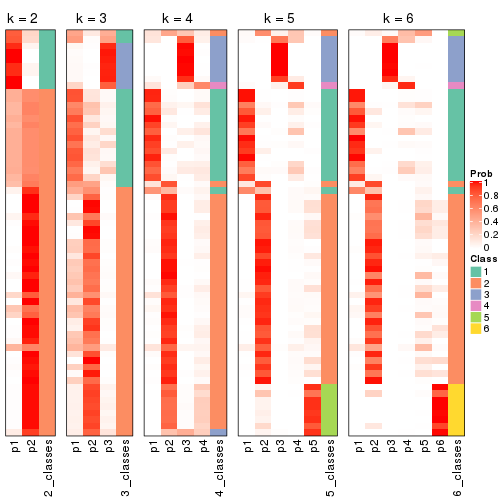 k = 2
k = 3
k = 4
k = 5
k = 6
Prob
1
0.8
0.6
0.4
0.2
0
Class
1
2
3
4
5
6
p1
p2
2_classes
p1
p2
p3
3_classes
p1
p2
p3
p4
4_classes
p1
p2
p3
p4
p5
5_classes
p1
p2
p3
p4
p5
p6
6_classes